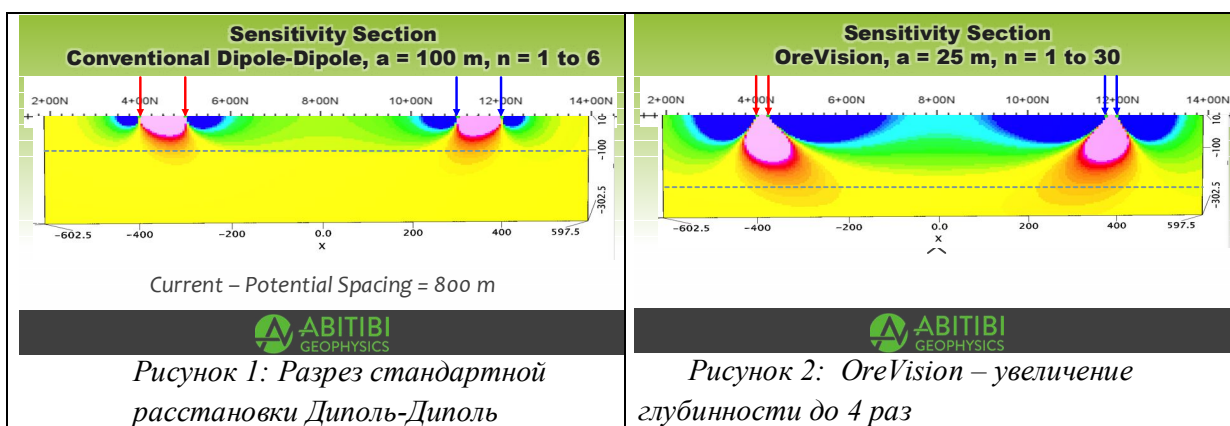 Sensitivity Section
Conventional Dipole-Dipole, a = 100 m, n = 1 to 6
2+00N 4+00N 6+00N 8+00N 10+00N 12+00N 14+00N
10.
-100
-302.5
-602.5 -400 -200 0.0 200 400 597.5
x
Current – Potential Spacing = 800 m
ABITIBI
GEOPHYSICS
Рисунок 1: Разрез стандартной
расстановки Диполь-Диполь
Sensitivity Section
OreVision, a = 25 m, n = 1 to 30
2+00N 4+00N 6+00N 8+00N 10+00N 12+00N 14+00N
10.
-100
-302.5
-602.5 -400 -200 0.0 200 400 597.5
x
ABITIBI
GEOPHYSICS
Рисунок 2: OreVision – увеличение
глубинности до 4 раз